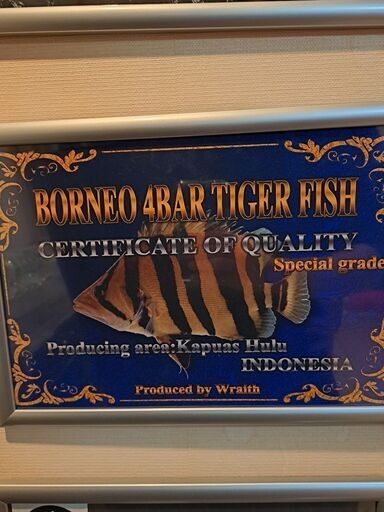 BORNEO 4BAR TIGER FISH
CERTIFICATE OF QUALITY
Special grade
Producing area:Kapuas Hulu
INDONESIA
Produced by Wraith